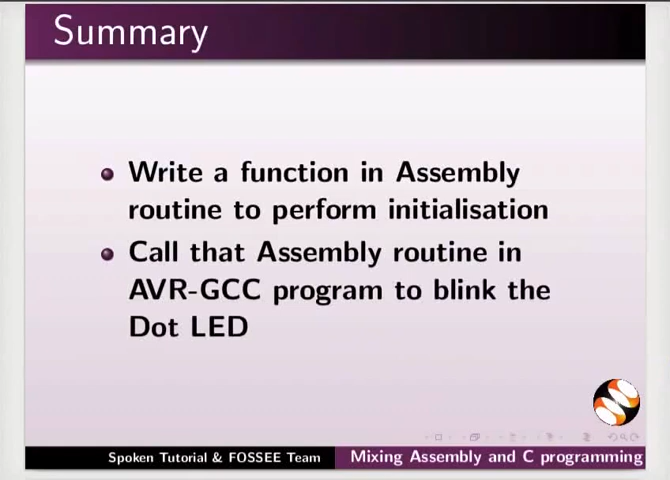 Summary
Write a function in Assembly
routine to perform initialisation
Call that Assembly routine in
AVR-GCC program to blink the
Dot LED
Spoken Tutorial & FOSSEE Team
Mixing Assembly and C programming